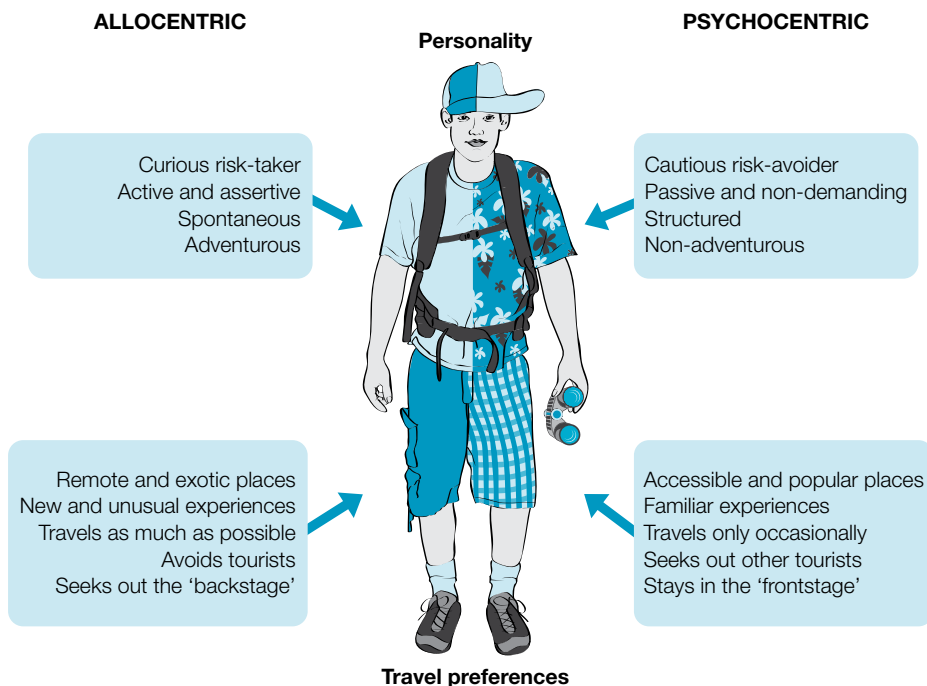 ALLOCENTRIC
PSYCHOCENTRIC
Personality
Curious risk-taker
Active and assertive
Spontaneous
Adventurous
Cautious risk-avoider
Passive and non-demanding
Structured
Non-adventurous
Remote and exotic places
New and unusual experiences
Travels as much as possible
Avoids tourists
Seeks out the ‘backstage’
Accessible and popular places
Familiar experiences
Travels only occasionally
Seeks out other tourists
Stays in the ‘frontstage’
Travel preferences